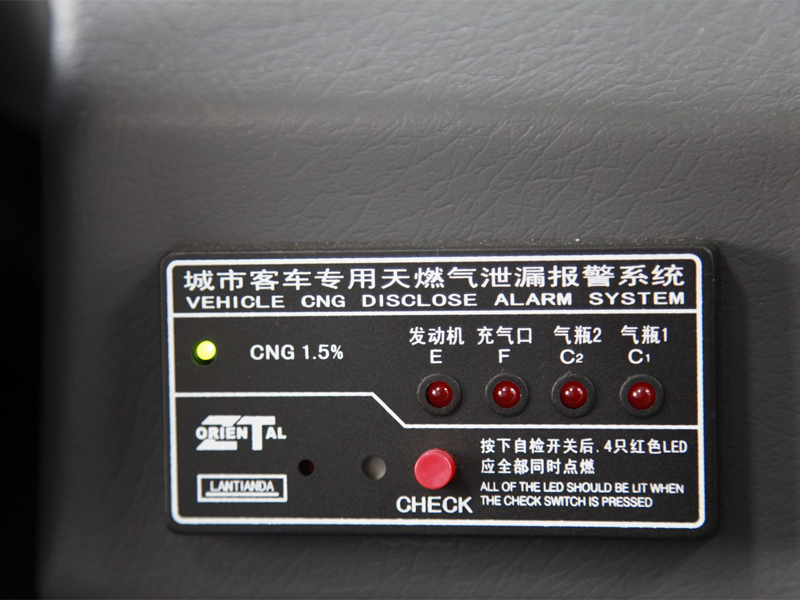 城市客车专用天燃气泄漏报警系统
VEHICLE CNG DISCLOSE ALARM SYSTEM
CNG 1.5%
发动机 充气口 气瓶2 气瓶1
E F C2 C1
ORIENTAL
LANTIANDA
CHECK
按下自检开关后,4只红色LED
应全部同时点燃
ALL OF THE LED SHOULD BE LIT WHEN
THE CHECK SWITCH IS PRESSED